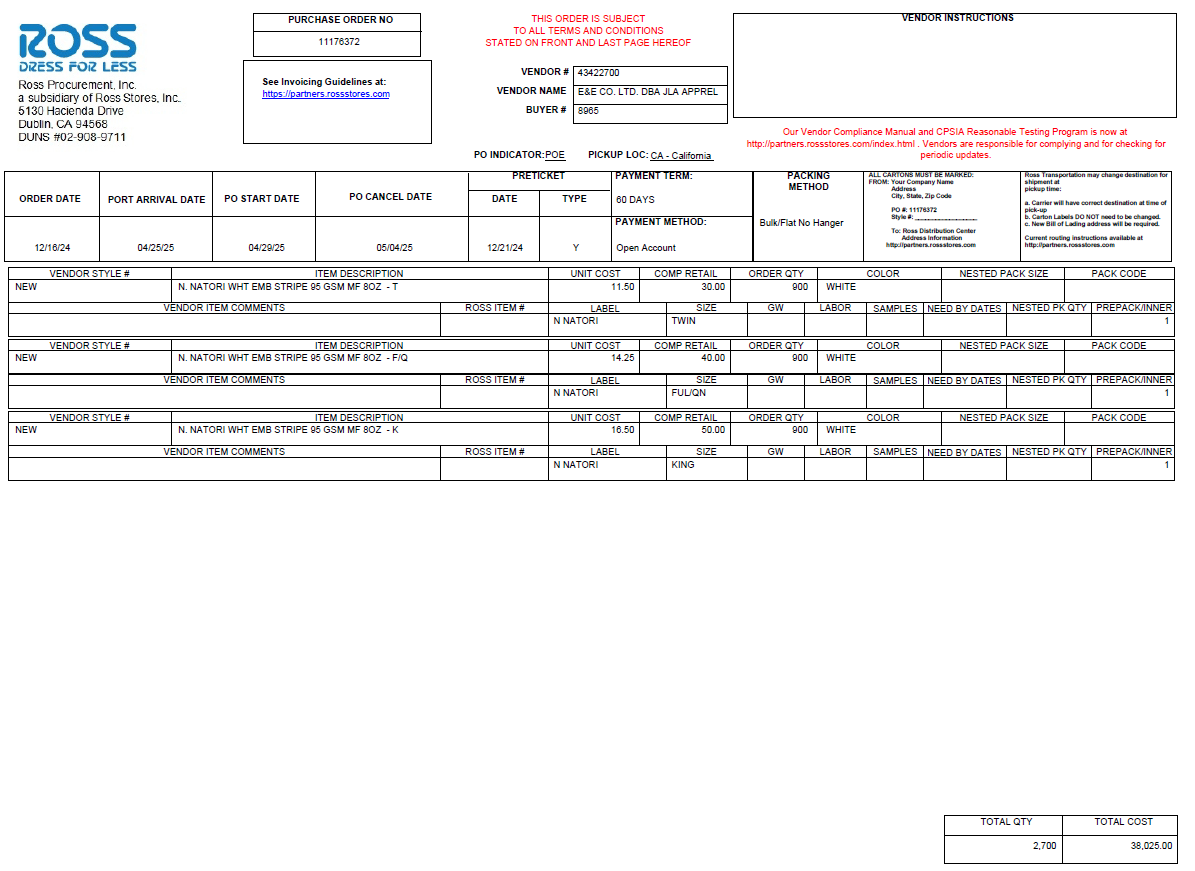 ROSS
DRESS FOR LESS
Ross Procurement, Inc.
a subsidiary of Ross Stores, Inc.
5130 Hacienda Drive
Dublin, CA 94568
DUNS #02-908-9711
PURCHASE ORDER NO
11176372
See Invoicing Guidelines at:
https://partners.rossstores.com
THIS ORDER IS SUBJECT
TO ALL TERMS AND CONDITIONS
STATED ON FRONT AND LAST PAGE HEREOF
VENDOR # 43422700
VENDOR NAME E&E CO. LTD. DBA JLA APPREL
BUYER # 8965
PO INDICATOR:POE PICKUP LOC: CA - California
VENDOR INSTRUCTIONS
Our Vendor Compliance Manual and CPSIA Reasonable Testing Program is now at
http://partners.rossstores.com/index.html . Vendors are responsible for complying and for checking for
periodic updates.
ORDER DATE PORT ARRIVAL DATE PO START DATE PO CANCEL DATE
12/16/24 04/25/25 04/29/25 05/04/25
PRETICKET
DATE TYPE
12/21/24 Y
PAYMENT TERM:
60 DAYS
PAYMENT METHOD:
Open Account
PACKING
METHOD
Bulk/Flat No Hanger
ALL CARTONS MUST BE MARKED:
FROM: Your Company Name
Address
City, State, Zip Code
PO #: 11176372
Style #: ___________________
To: Ross Distribution Center
Address Information
http://partners.rossstores.com
Ross Transportation may change destination for
shipment at
pickup time:
a. Carrier will have correct destination at time of
pick-up
b. Carton Labels DO NOT need to be changed.
c. New Bill of Lading address will be required.
Current routing instructions available at
http://partners.rossstores.com
VENDOR STYLE # ITEM DESCRIPTION UNIT COST COMP RETAIL ORDER QTY COLOR NESTED PACK SIZE PACK CODE
NEW N. NATORI WHT EMB STRIPE 95 GSM MF 8OZ - T 11.50 30.00 900 WHITE
VENDOR ITEM COMMENTS ROSS ITEM # LABEL SIZE GW LABOR SAMPLES NEED BY DATES NESTED PK QTY PREPACK/INNER
N NATORI TWIN 1
VENDOR STYLE # ITEM DESCRIPTION UNIT COST COMP RETAIL ORDER QTY COLOR NESTED PACK SIZE PACK CODE
NEW N. NATORI WHT EMB STRIPE 95 GSM MF 8OZ - F/Q 14.25 40.00 900 WHITE
VENDOR ITEM COMMENTS ROSS ITEM # LABEL SIZE GW LABOR SAMPLES NEED BY DATES NESTED PK QTY PREPACK/INNER
N NATORI FUL/QN 1
VENDOR STYLE # ITEM DESCRIPTION UNIT COST COMP RETAIL ORDER QTY COLOR NESTED PACK SIZE PACK CODE
NEW N. NATORI WHT EMB STRIPE 95 GSM MF 8OZ - K 16.50 50.00 900 WHITE
VENDOR ITEM COMMENTS ROSS ITEM # LABEL SIZE GW LABOR SAMPLES NEED BY DATES NESTED PK QTY PREPACK/INNER
N NATORI KING 1
TOTAL QTY TOTAL COST
2,700 38,025.00